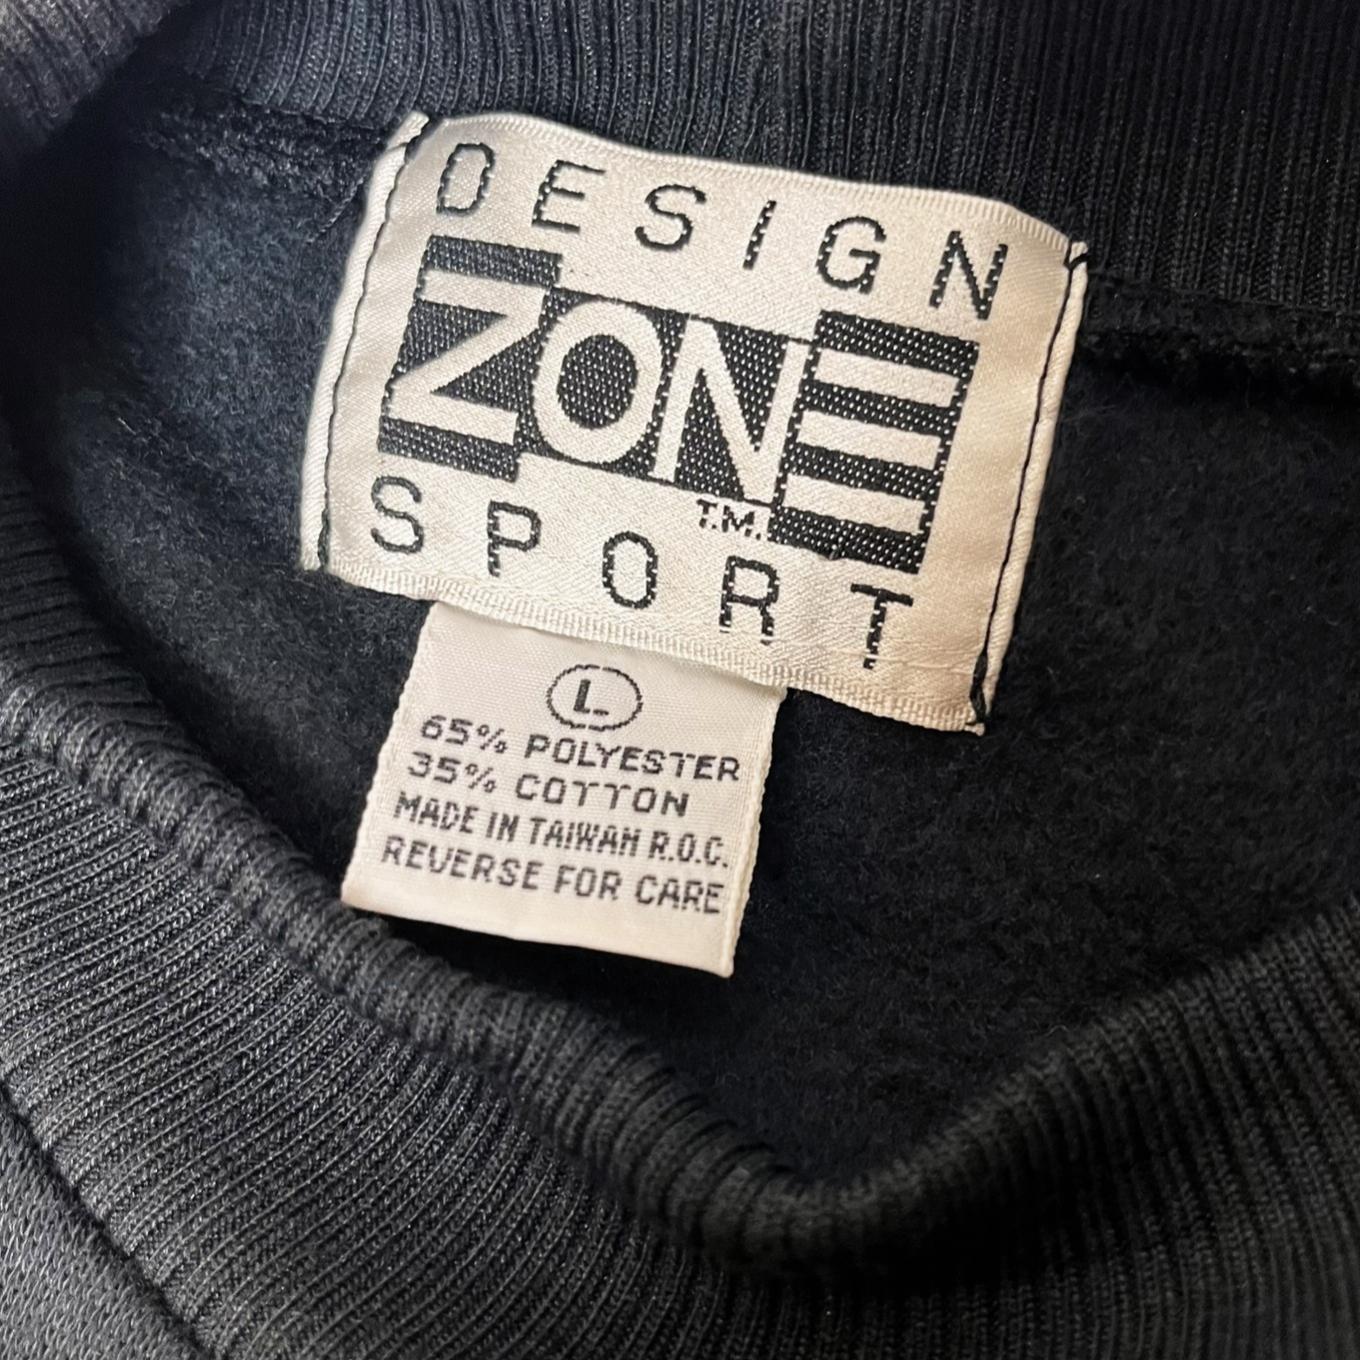 DESIGN
ZONE
T.M.
SPORT
L
65% POLYESTER
35% COTTON
MADE IN TAIWAN R.O.C.
REVERSE FOR CARE